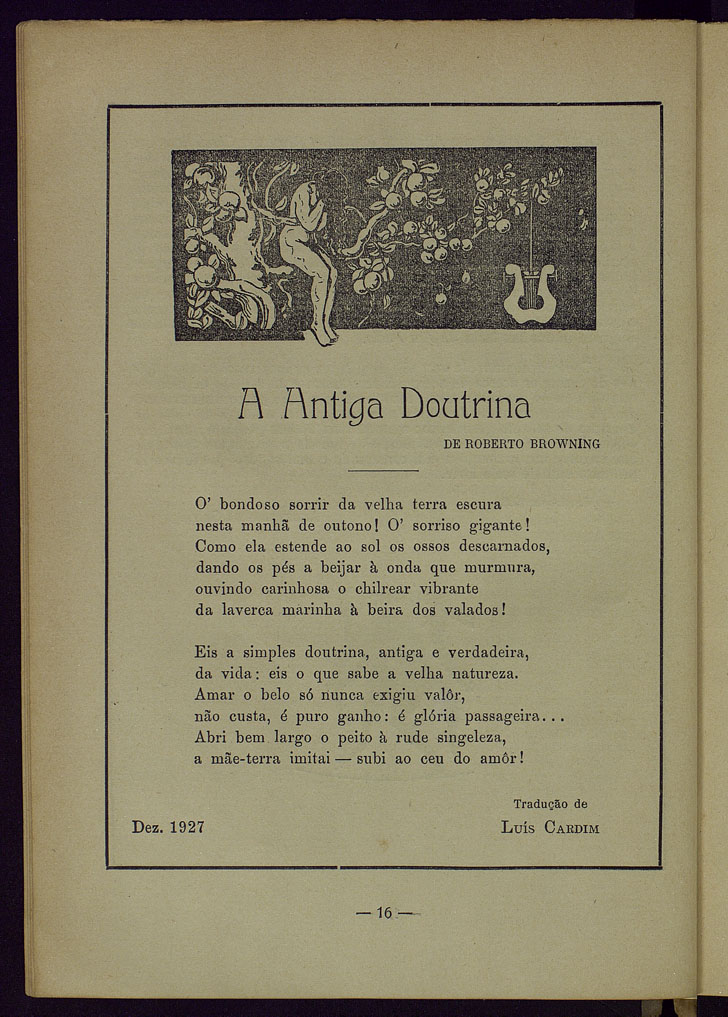 A Antiga Doutrina
DE ROBERTO BROWNING
O' bondoso sorrir da velha terra escura
nesta manhã de outono! O' sorriso gigante!
Como ela estende ao sol os ossos descarnados,
dando os pés a beijar à onda que murmura,
ouvindo carinhosa o chilrear vibrante
da laverca marinha à beira dos valados!
Eis a simples doutrina, antiga e verdadeira,
da vida: eis o que sabe a velha natureza.
Amar o belo só nunca exigiu valôr,
não custa, é puro ganho: é glória passageira...
Abri bem largo o peito à rude singeleza,
a mãe-terra imitai — subi ao ceu do amôr!
Tradução de
Dez. 1927
Luís Cardim
— 16 —